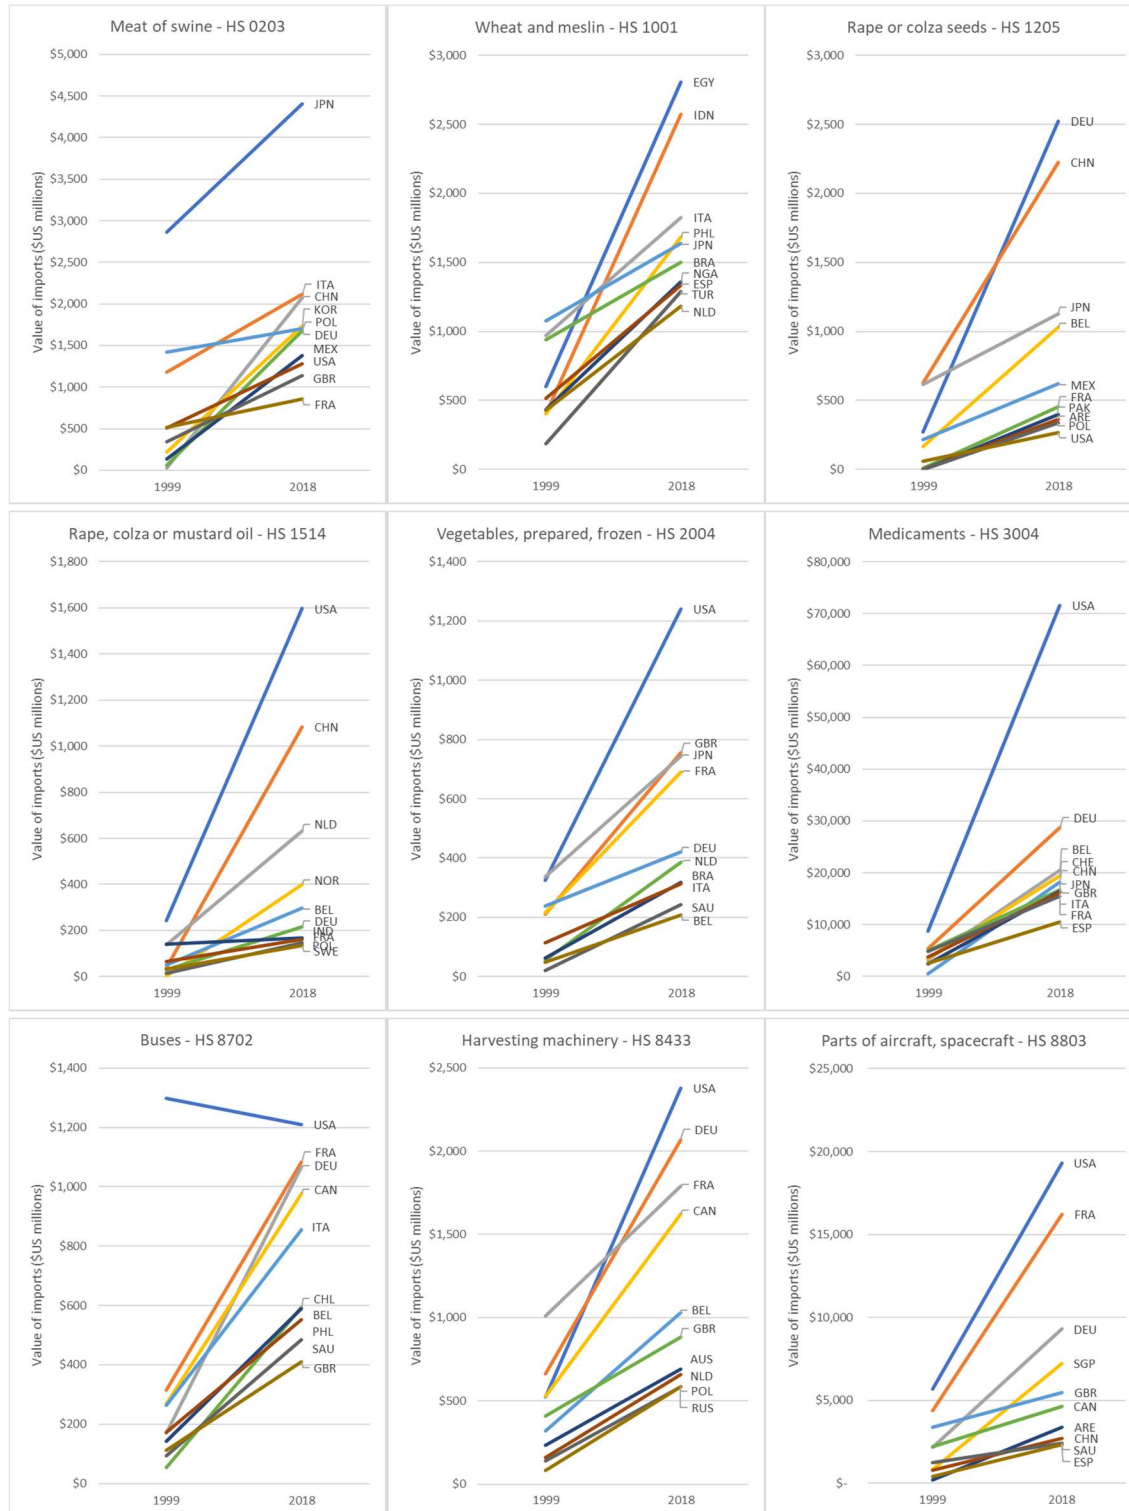 Meat of swine - HS 0203
Value of imports ($US millions)
$5,000
$4,500
$4,000
$3,500
$3,000
$2,500
$2,000
$1,500
$1,000
$500
$0
JPN
ITA
CHN
KOR
POL
DEU
MEX
USA
GBR
FRA
1999
2018
Wheat and meslin - HS 1001
Value of imports ($US millions)
$3,000
$2,500
$2,000
$1,500
$1,000
$500
$0
EGY
IDN
ITA
PHL
JPN
BRA
NGA
ESP
TUR
NLD
1999
2018
Rape or colza seeds - HS 1205
Value of imports ($US millions)
$3,000
$2,500
$2,000
$1,500
$1,000
$500
$0
DEU
CHN
JPN
BEL
MEX
FRA
PAK
ARE
POL
USA
1999
2018
Rape, colza or mustard oil - HS 1514
Value of imports ($US millions)
$1,800
$1,600
$1,400
$1,200
$1,000
$800
$600
$400
$200
$0
USA
CHN
NLD
NOR
BEL
DEU
IND
FRA
POL
SWE
1999
2018
Vegetables, prepared, frozen - HS 2004
Value of imports ($US millions)
$1,400
$1,200
$1,000
$800
$600
$400
$200
$0
USA
GBR
JPN
FRA
DEU
NLD
BRA
ITA
SAU
BEL
1999
2018
Medicaments - HS 3004
Value of imports ($US millions)
$80,000
$70,000
$60,000
$50,000
$40,000
$30,000
$20,000
$10,000
$0
USA
DEU
BEL
CHE
CHN
JPN
GBR
ITA
FRA
ESP
1999
2018
Buses - HS 8702
Value of imports ($US millions)
$1,400
$1,200
$1,000
$800
$600
$400
$200
$0
USA
FRA
DEU
CAN
ITA
CHL
BEL
PHL
SAU
GBR
1999
2018
Harvesting machinery - HS 8433
Value of imports ($US millions)
$2,500
$2,000
$1,500
$1,000
$500
$0
USA
DEU
FRA
CAN
BEL
GBR
AUS
NLD
POL
RUS
1999
2018
Parts of aircraft, spacecraft - HS 8803
Value of imports ($US millions)
$25,000
$20,000
$15,000
$10,000
$5,000
$-
USA
FRA
DEU
SGP
GBR
CAN
ARE
CHN
SAU
ESP
1999
2018